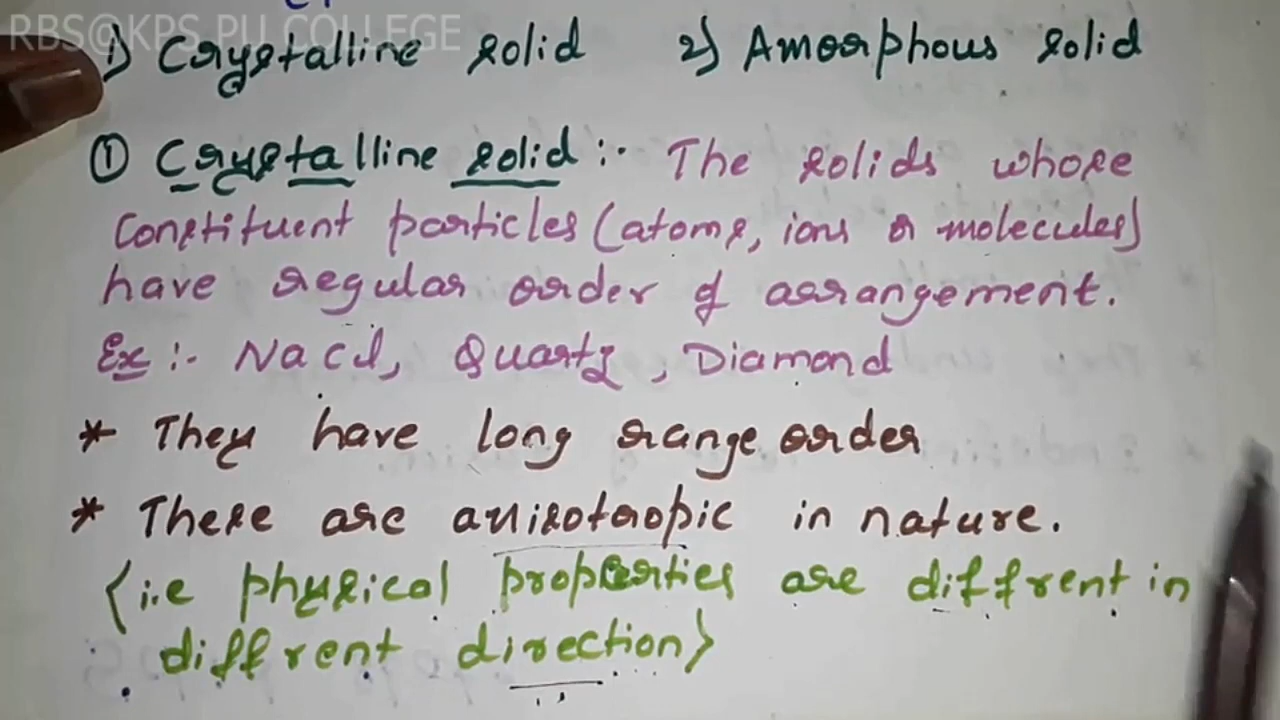 RBS@KPS PU COLLEGE
1) Crystalline solid 2) Amorphous solid
① Crystalline solid :- The solids whose
constituent particles (atoms, ions or molecules)
have regular order of arrangement.
Ex :- NaCl, Quartz, Diamond
* They have long range order
* These are anisotropic in nature.
(i.e physical properties are diffrent in
diffrent direction)